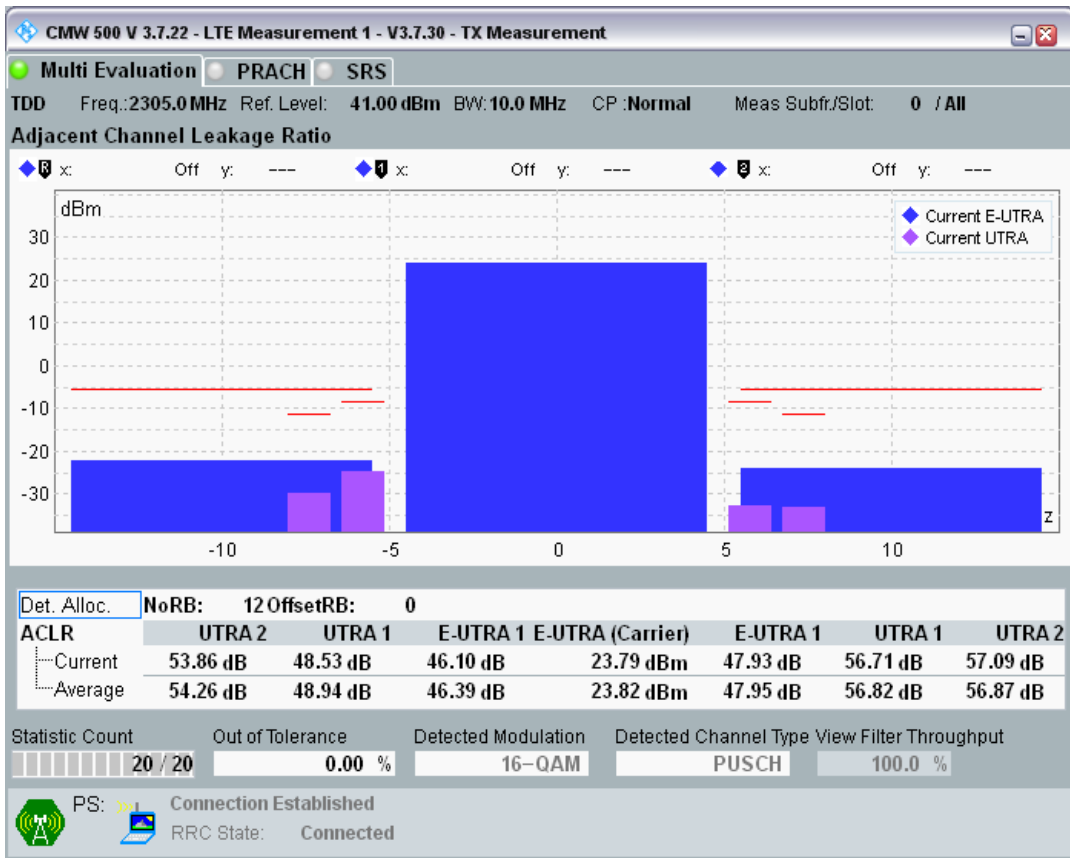 CMW 500 V 3.7.22 - LTE Measurement 1 - V3.7.30 - TX Measurement
Multi Evaluation PRACH SRS
TDD Freq.:2305.0 MHz Ref. Level: 41.00 dBm BW:10.0 MHz CP :Normal Meas Subfr./Slot: 0 / All
Adjacent Channel Leakage Ratio
R x: Off y: --- 1 x: Off y: --- 2 x: Off y: ---
dBm
Current E-UTRA
Current UTRA
30
20
10
0
-10
-20
-30
z
-10 -5 0 5 10
Det. Alloc. NoRB: 12 OffsetRB: 0
ACLR UTRA 2 UTRA 1 E-UTRA 1 E-UTRA (Carrier) E-UTRA 1 UTRA 1 UTRA 2
Current 53.86 dB 48.53 dB 46.10 dB 23.79 dBm 47.93 dB 56.71 dB 57.09 dB
Average 54.26 dB 48.94 dB 46.39 dB 23.82 dBm 47.95 dB 56.82 dB 56.87 dB
Statistic Count Out of Tolerance Detected Modulation Detected Channel Type View Filter Throughput
20 / 20 0.00 % 16-QAM PUSCH 100.0 %
PS: Connection Established
RRC State: Connected